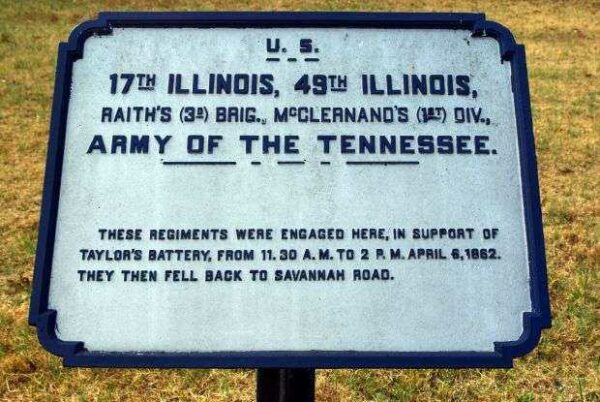 U. S.
17TH ILLINOIS, 49TH ILLINOIS,
RAITH'S (3D) BRIG., MCCLERNAND'S (1ST) DIV.,
ARMY OF THE TENNESSEE.
THESE REGIMENTS WERE ENGAGED HERE, IN SUPPORT OF
TAYLOR'S BATTERY, FROM 11.30 A.M. TO 2 P.M. APRIL 6, 1862.
THEY THEN FELL BACK TO SAVANNAH ROAD.